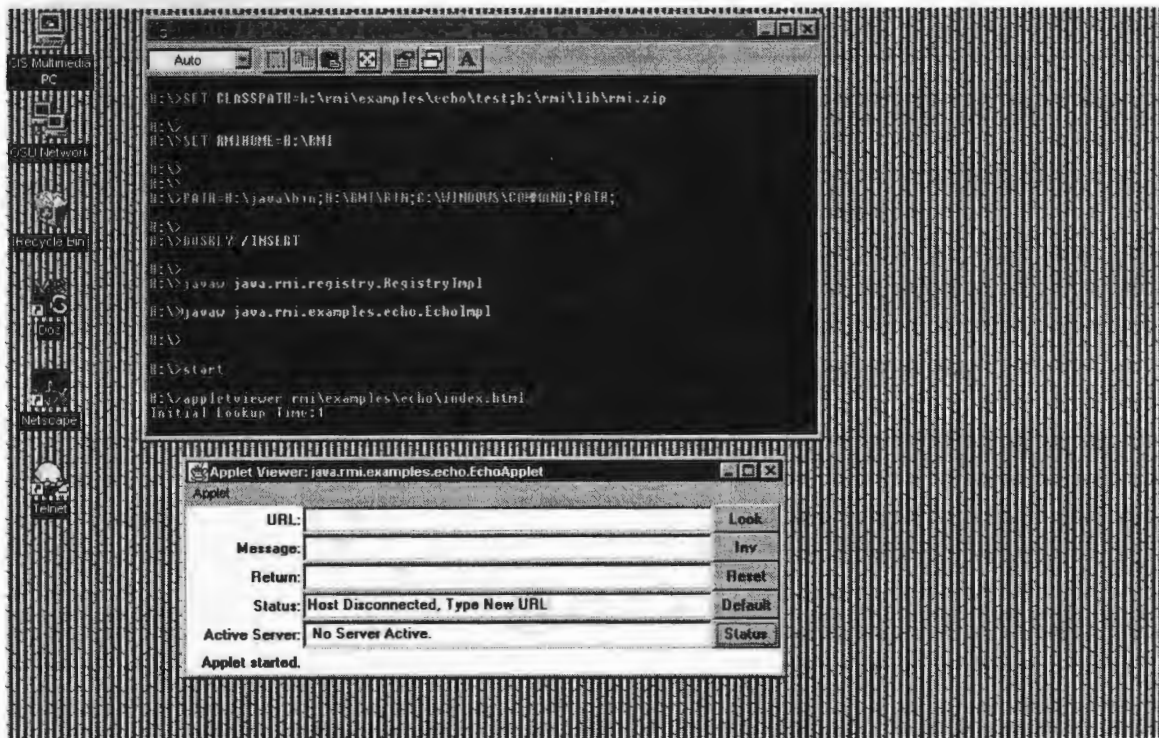 CIS Multimedia
PC
OSU Network
Recycle Bin
Doz
Netscape
Telnet
Auto
A
H:\>SET CLASSPATH=h:\rmi\examples\echo\test;h:\rmi\lib\rmi.zip
H:\>
H:\>SET RMIHOME=H:\RMI
H:\>
H:\>
H:\>PATH=H:\java\bin;H:\RMI\BIN;C:\WINDOWS\COMMAND;PATH;
H:\>
H:\>DOSKEY /INSERT
H:\>
H:\>javaw java.rmi.registry.RegistryImpl
H:\>javaw java.rmi.examples.echo.EchoImpl
H:\>
H:\>start
H:\>appletviewer rmi\examples\echo\index.html
Initial Lookup Time:1
Applet Viewer: java.rmi.examples.echo.EchoApplet
Applet
URL: Look
Message: Inv
Return: Reset
Status: Host Disconnected, Type New URL Default
Active Server: No Server Active. Status
Applet started.